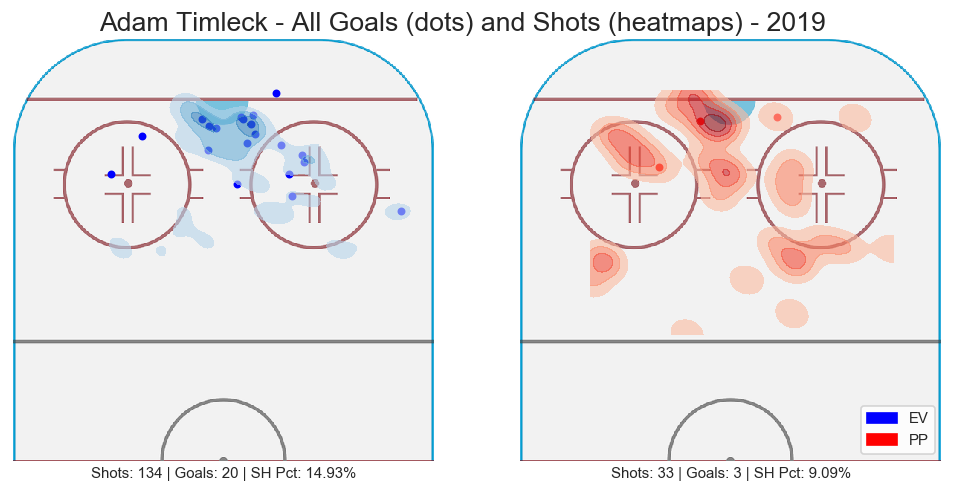 Adam Timleck - All Goals (dots) and Shots (heatmaps) - 2019
EV
PP
Shots: 134 | Goals: 20 | SH Pct: 14.93%
Shots: 33 | Goals: 3 | SH Pct: 9.09%